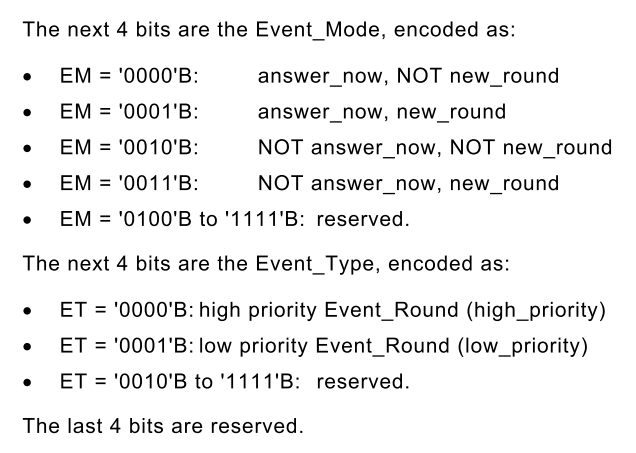 The next 4 bits are the Event_Mode, encoded as:
• EM = '0000'B: answer_now, NOT new_round
• EM = '0001'B: answer_now, new_round
• EM = '0010'B: NOT answer_now, NOT new_round
• EM = '0011'B: NOT answer_now, new_round
• EM = '0100'B to '1111'B: reserved.
The next 4 bits are the Event_Type, encoded as:
• ET = '0000'B: high priority Event_Round (high_priority)
• ET = '0001'B: low priority Event_Round (low_priority)
• ET = '0010'B to '1111'B: reserved.
The last 4 bits are reserved.